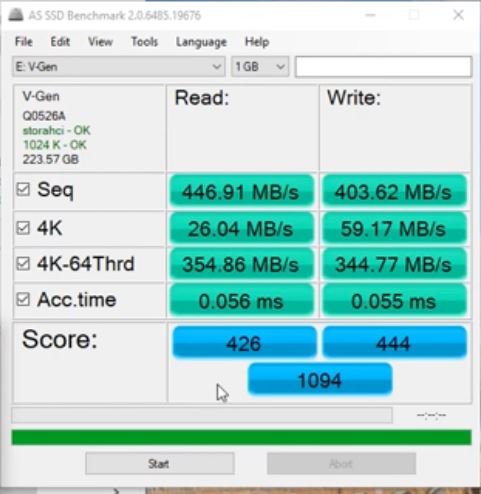 AS SSD Benchmark 2.0.6485.19676
File Edit View Tools Language Help
E: V-Gen 1 GB
V-Gen
Q0526A
storahci - OK
1024 K - OK
223.57 GB
Read: Write:
Seq 446.91 MB/s 403.62 MB/s
4K 26.04 MB/s 59.17 MB/s
4K-64Thrd 354.86 MB/s 344.77 MB/s
Acc.time 0.056 ms 0.055 ms
Score: 426 444
1094
--:--:--
Start Abort